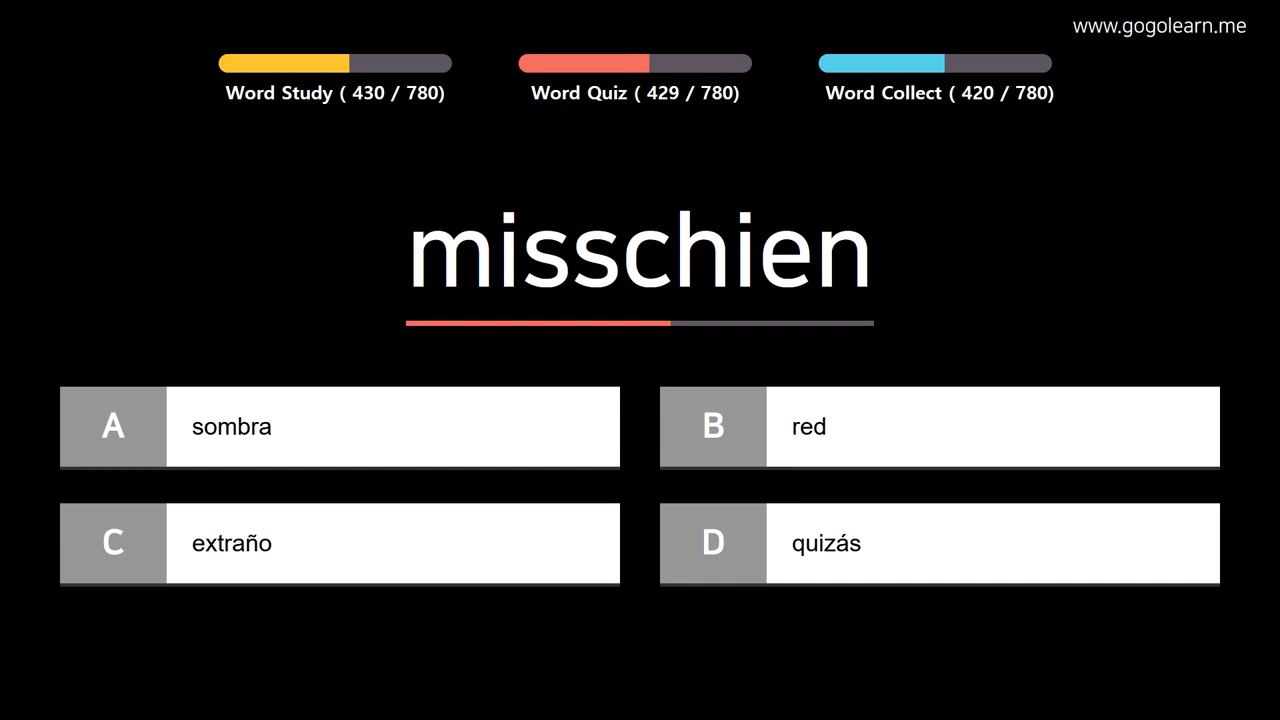 www.gogolearn.me
Word Study ( 430 / 780)
Word Quiz ( 429 / 780)
Word Collect ( 420 / 780)
misschien
A sombra
B red
C extraño
D quizás